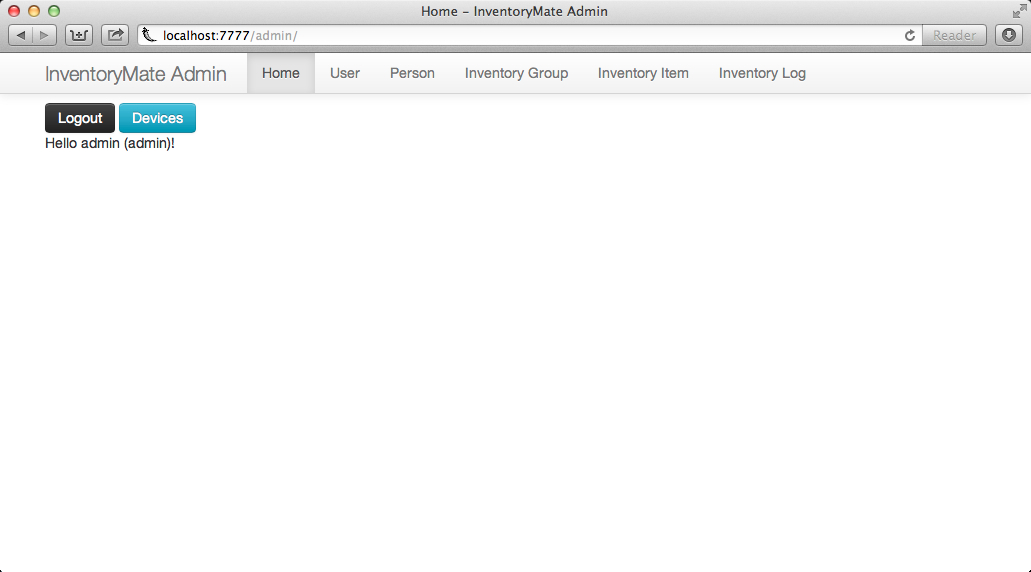 Home – InventoryMate Admin
localhost:7777/admin/
Reader
InventoryMate Admin Home User Person Inventory Group Inventory Item Inventory Log
Logout Devices
Hello admin (admin)!